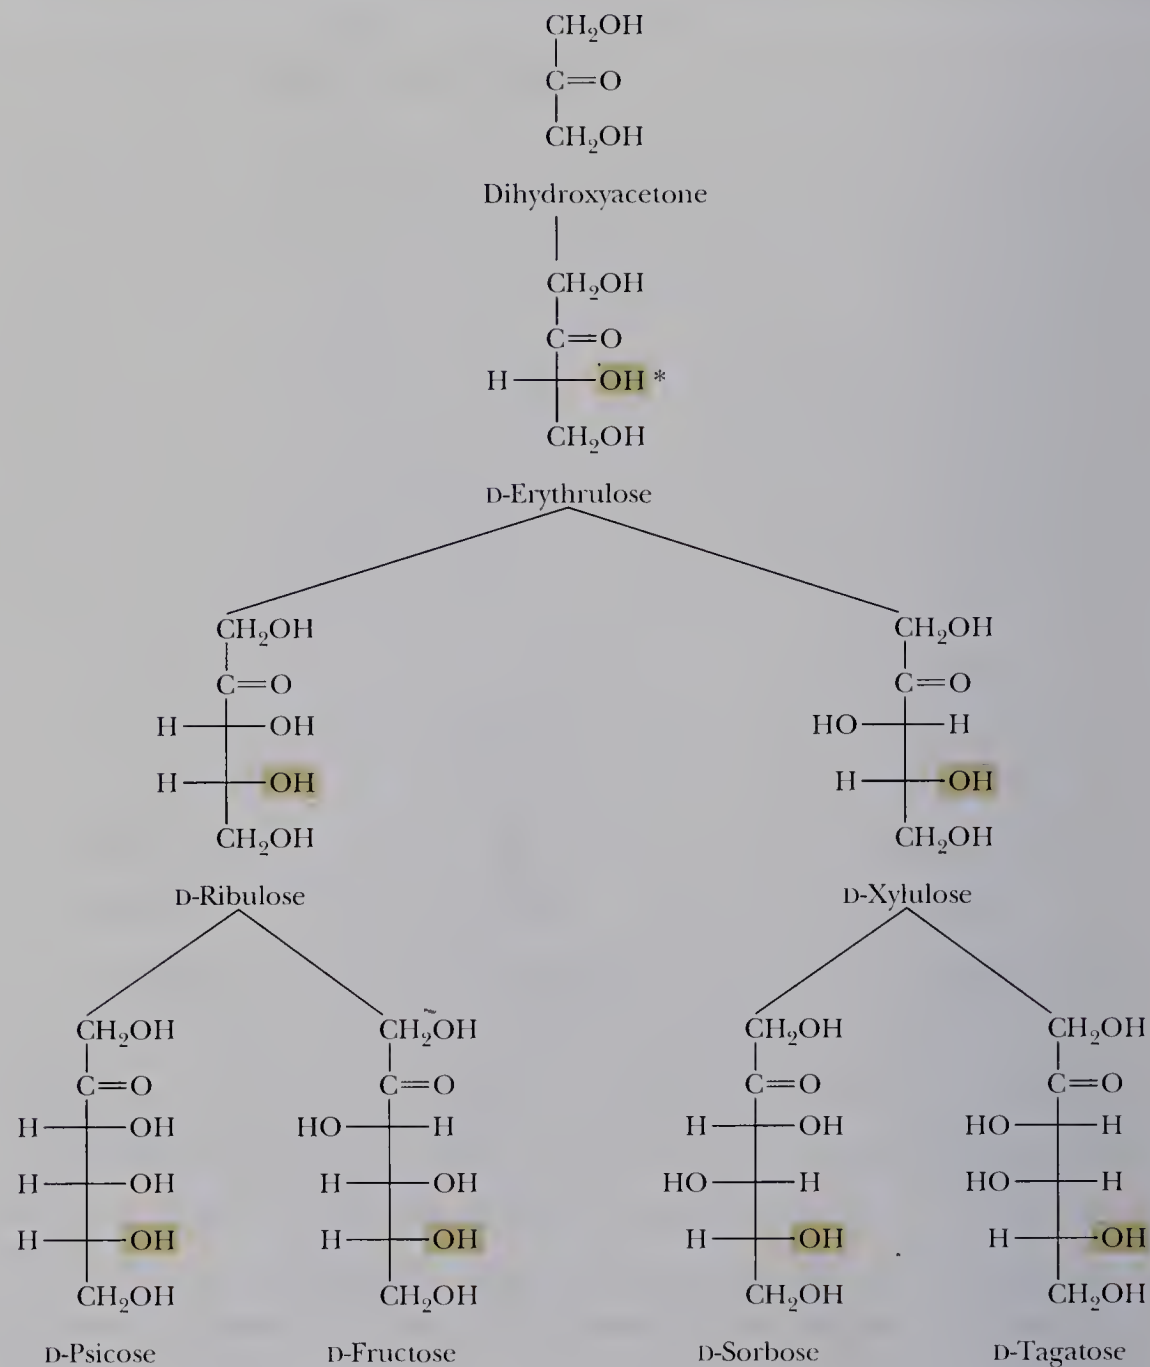 CH₂OH
C=O
CH₂OH
Dihydroxyacetone
CH₂OH
C=O
H OH *
CH₂OH
D-Erythrulose
CH₂OH CH₂OH
C=O C=O
H OH HO H
H OH H OH
CH₂OH CH₂OH
D-Ribulose D-Xylulose
CH₂OH CH₂OH CH₂OH CH₂OH
C=O C=O C=O C=O
H OH HO H H OH HO H
H OH H OH HO H HO H
H OH H OH H OH H OH
CH₂OH CH₂OH CH₂OH CH₂OH
D-Psicose D-Fructose D-Sorbose D-Tagatose